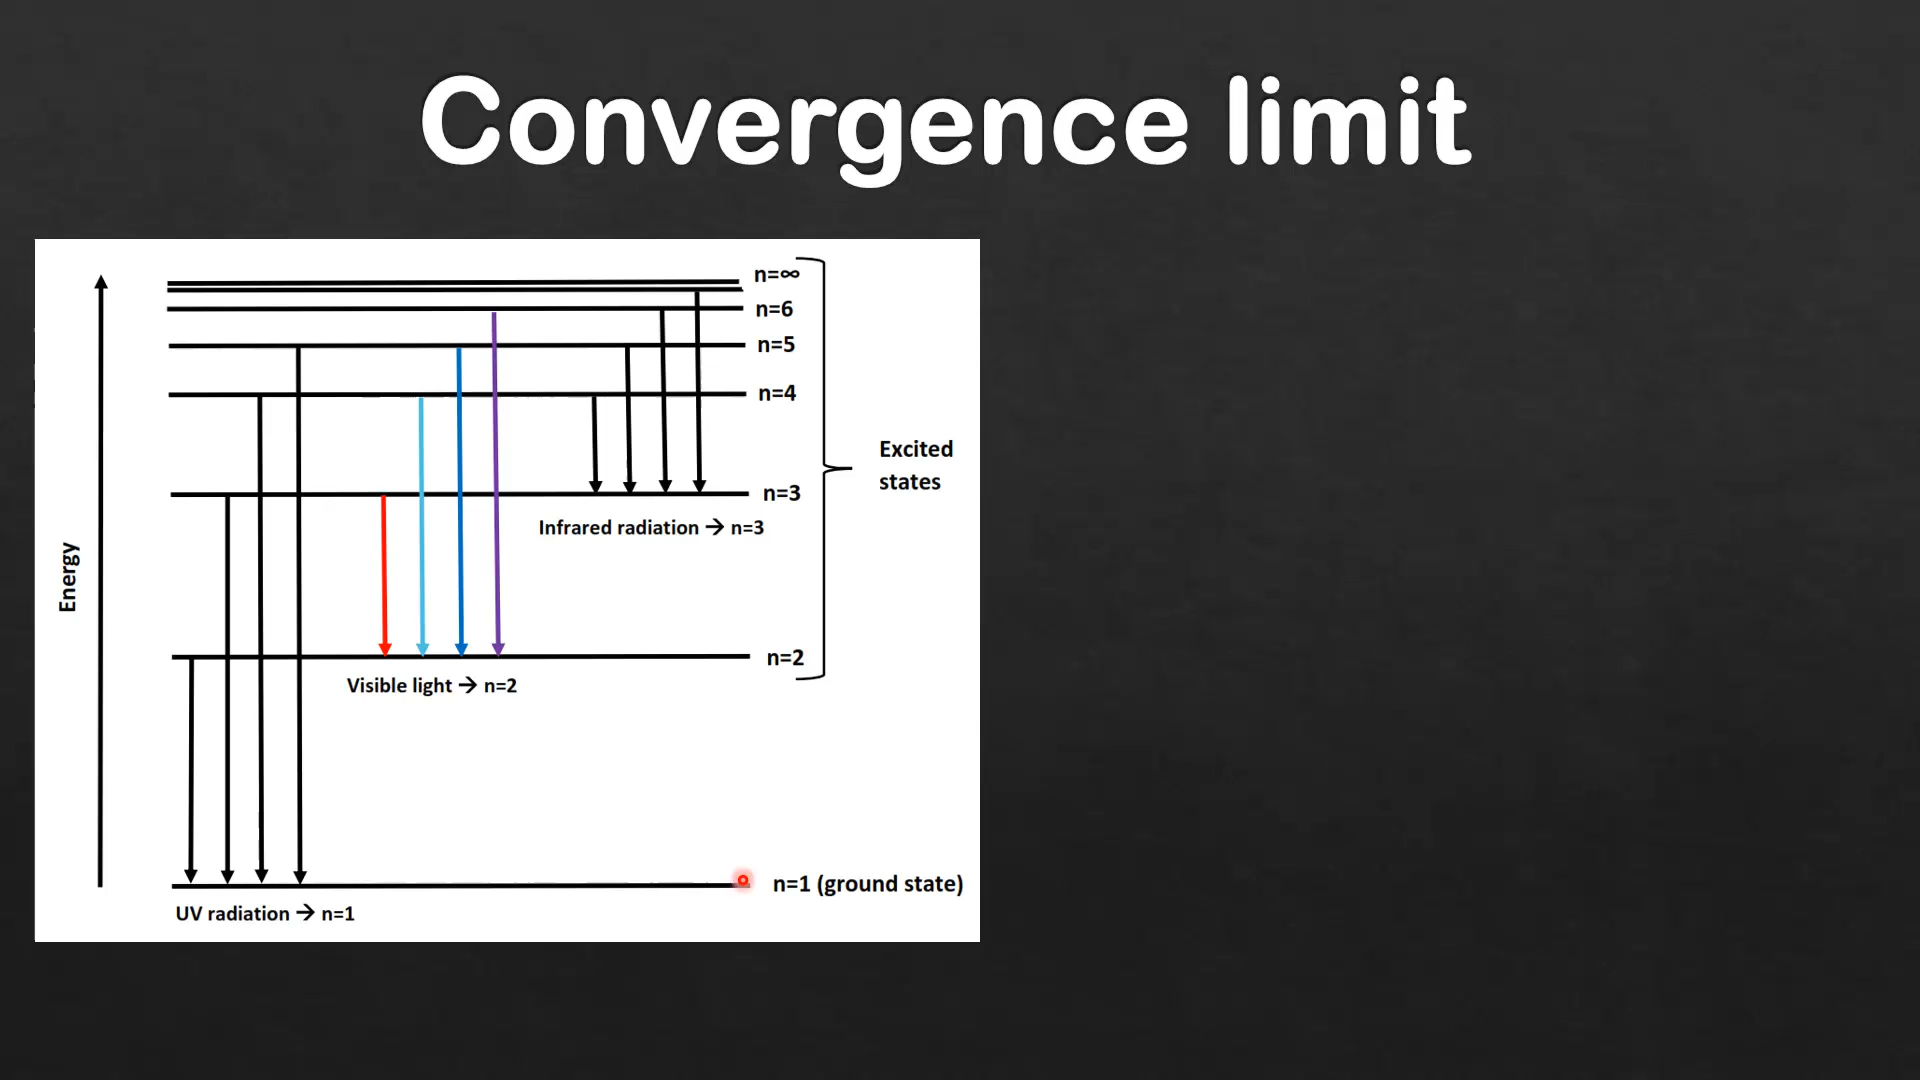 Convergence limit
n=∞
n=6
n=5
n=4
Excited
states
n=3
Infrared radiation → n=3
Energy
n=2
Visible light → n=2
n=1 (ground state)
UV radiation → n=1